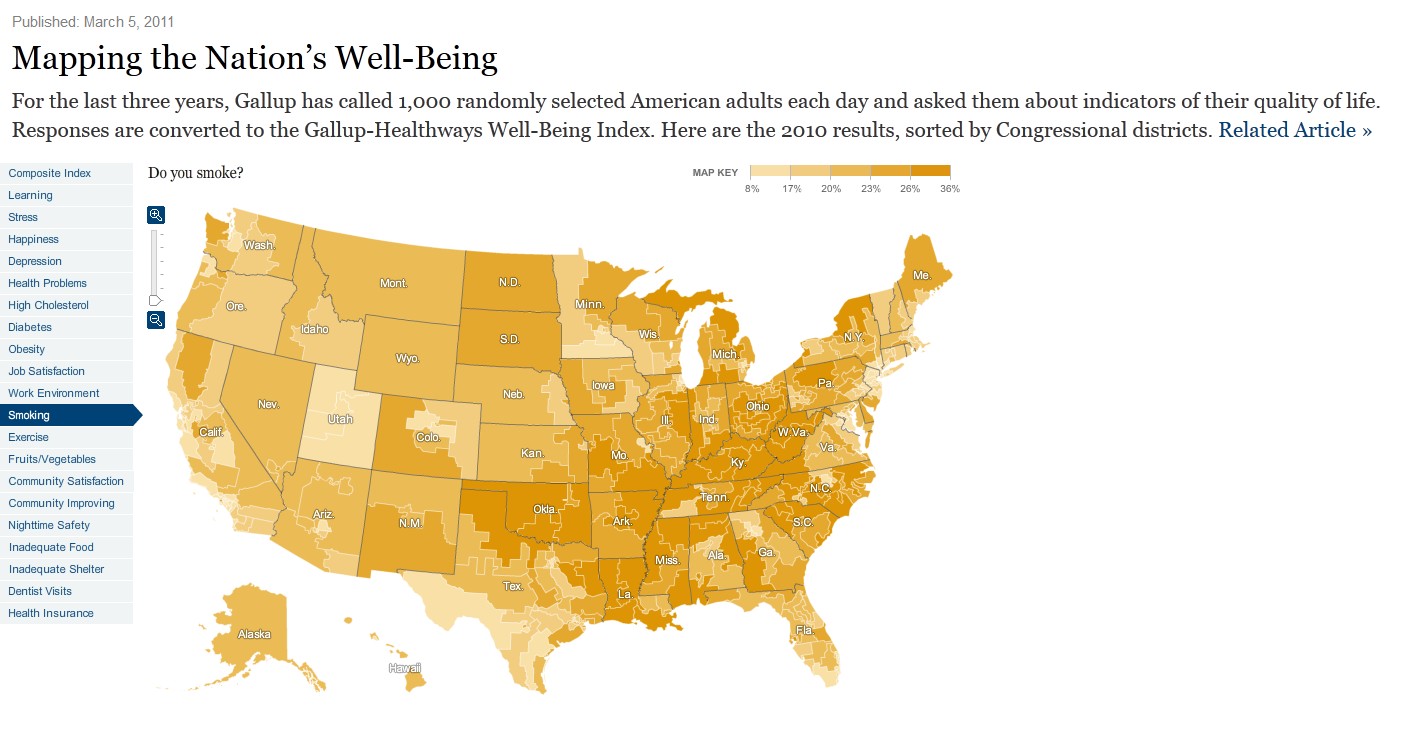 Published: March 5, 2011
Mapping the Nation's Well-Being
For the last three years, Gallup has called 1,000 randomly selected American adults each day and asked them about indicators of their quality of life.
Responses are converted to the Gallup-Healthways Well-Being Index. Here are the 2010 results, sorted by Congressional districts. Related Article »
Composite Index
Learning
Stress
Happiness
Depression
Health Problems
High Cholesterol
Diabetes
Obesity
Job Satisfaction
Work Environment
Smoking
Exercise
Fruits/Vegetables
Community Satisfaction
Community Improving
Nighttime Safety
Inadequate Food
Inadequate Shelter
Dentist Visits
Health Insurance
Do you smoke?
MAP KEY
8% 17% 20% 23% 26% 36%
Wash.
Mont.
N.D.
Me.
Ore.
Minn.
Idaho
S.D.
Wis.
N.Y.
Wyo.
Mich.
Iowa
Pa.
Neb.
Nev.
Utah
Ohio
Calif.
Colo.
Ill.
Ind.
W.Va.
Va.
Kan.
Mo.
Ky.
N.C.
Tenn.
Ariz.
N.M.
Okla.
Ark.
S.C.
Miss.
Ala.
Ga.
Tex.
La.
Fla.
Alaska
Hawaii